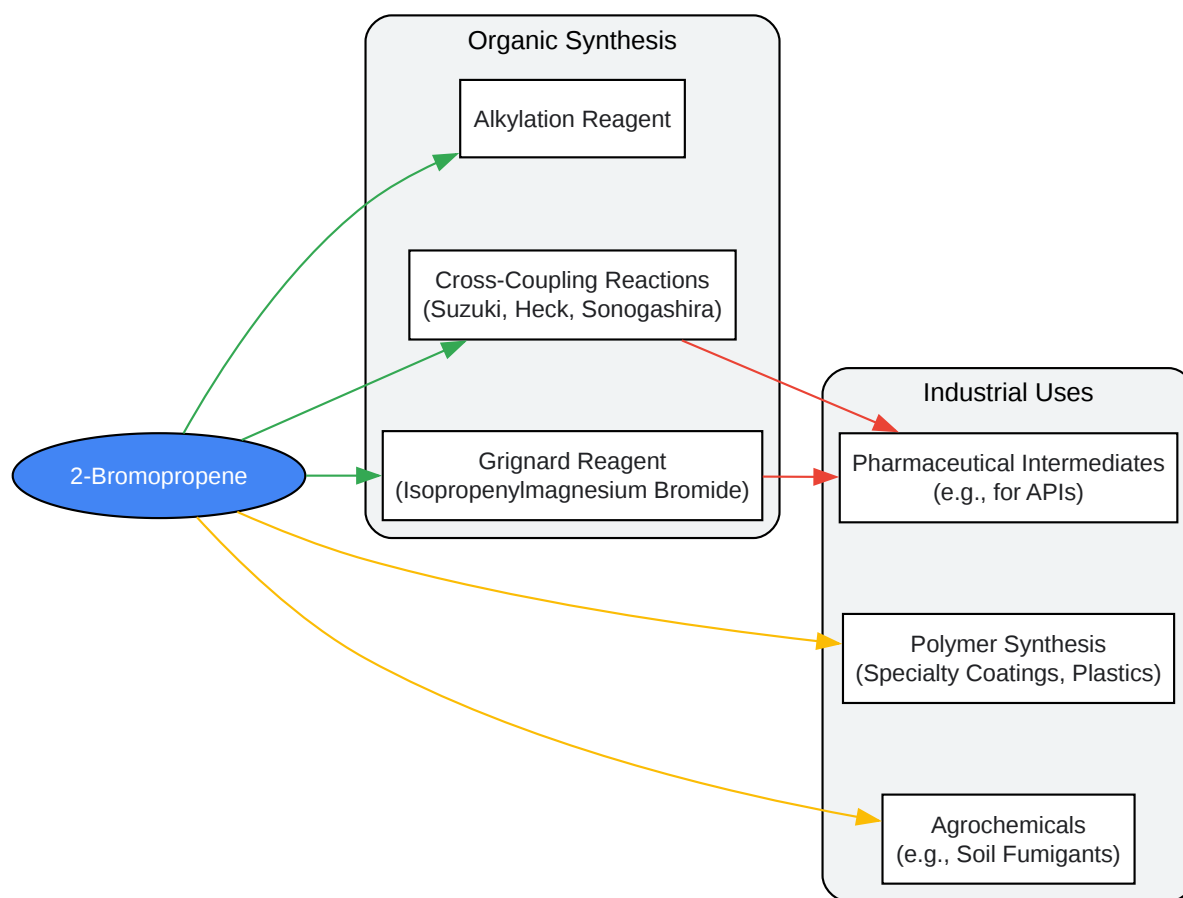 Organic Synthesis
Alkylation Reagent
Cross-Coupling Reactions
(Suzuki, Heck, Sonogashira)
Grignard Reagent
(Isopropenylmagnesium Bromide)
2-Bromopropene
Industrial Uses
Pharmaceutical Intermediates
(e.g., for APIs)
Polymer Synthesis
(Specialty Coatings, Plastics)
Agrochemicals
(e.g., Soil Fumigants)